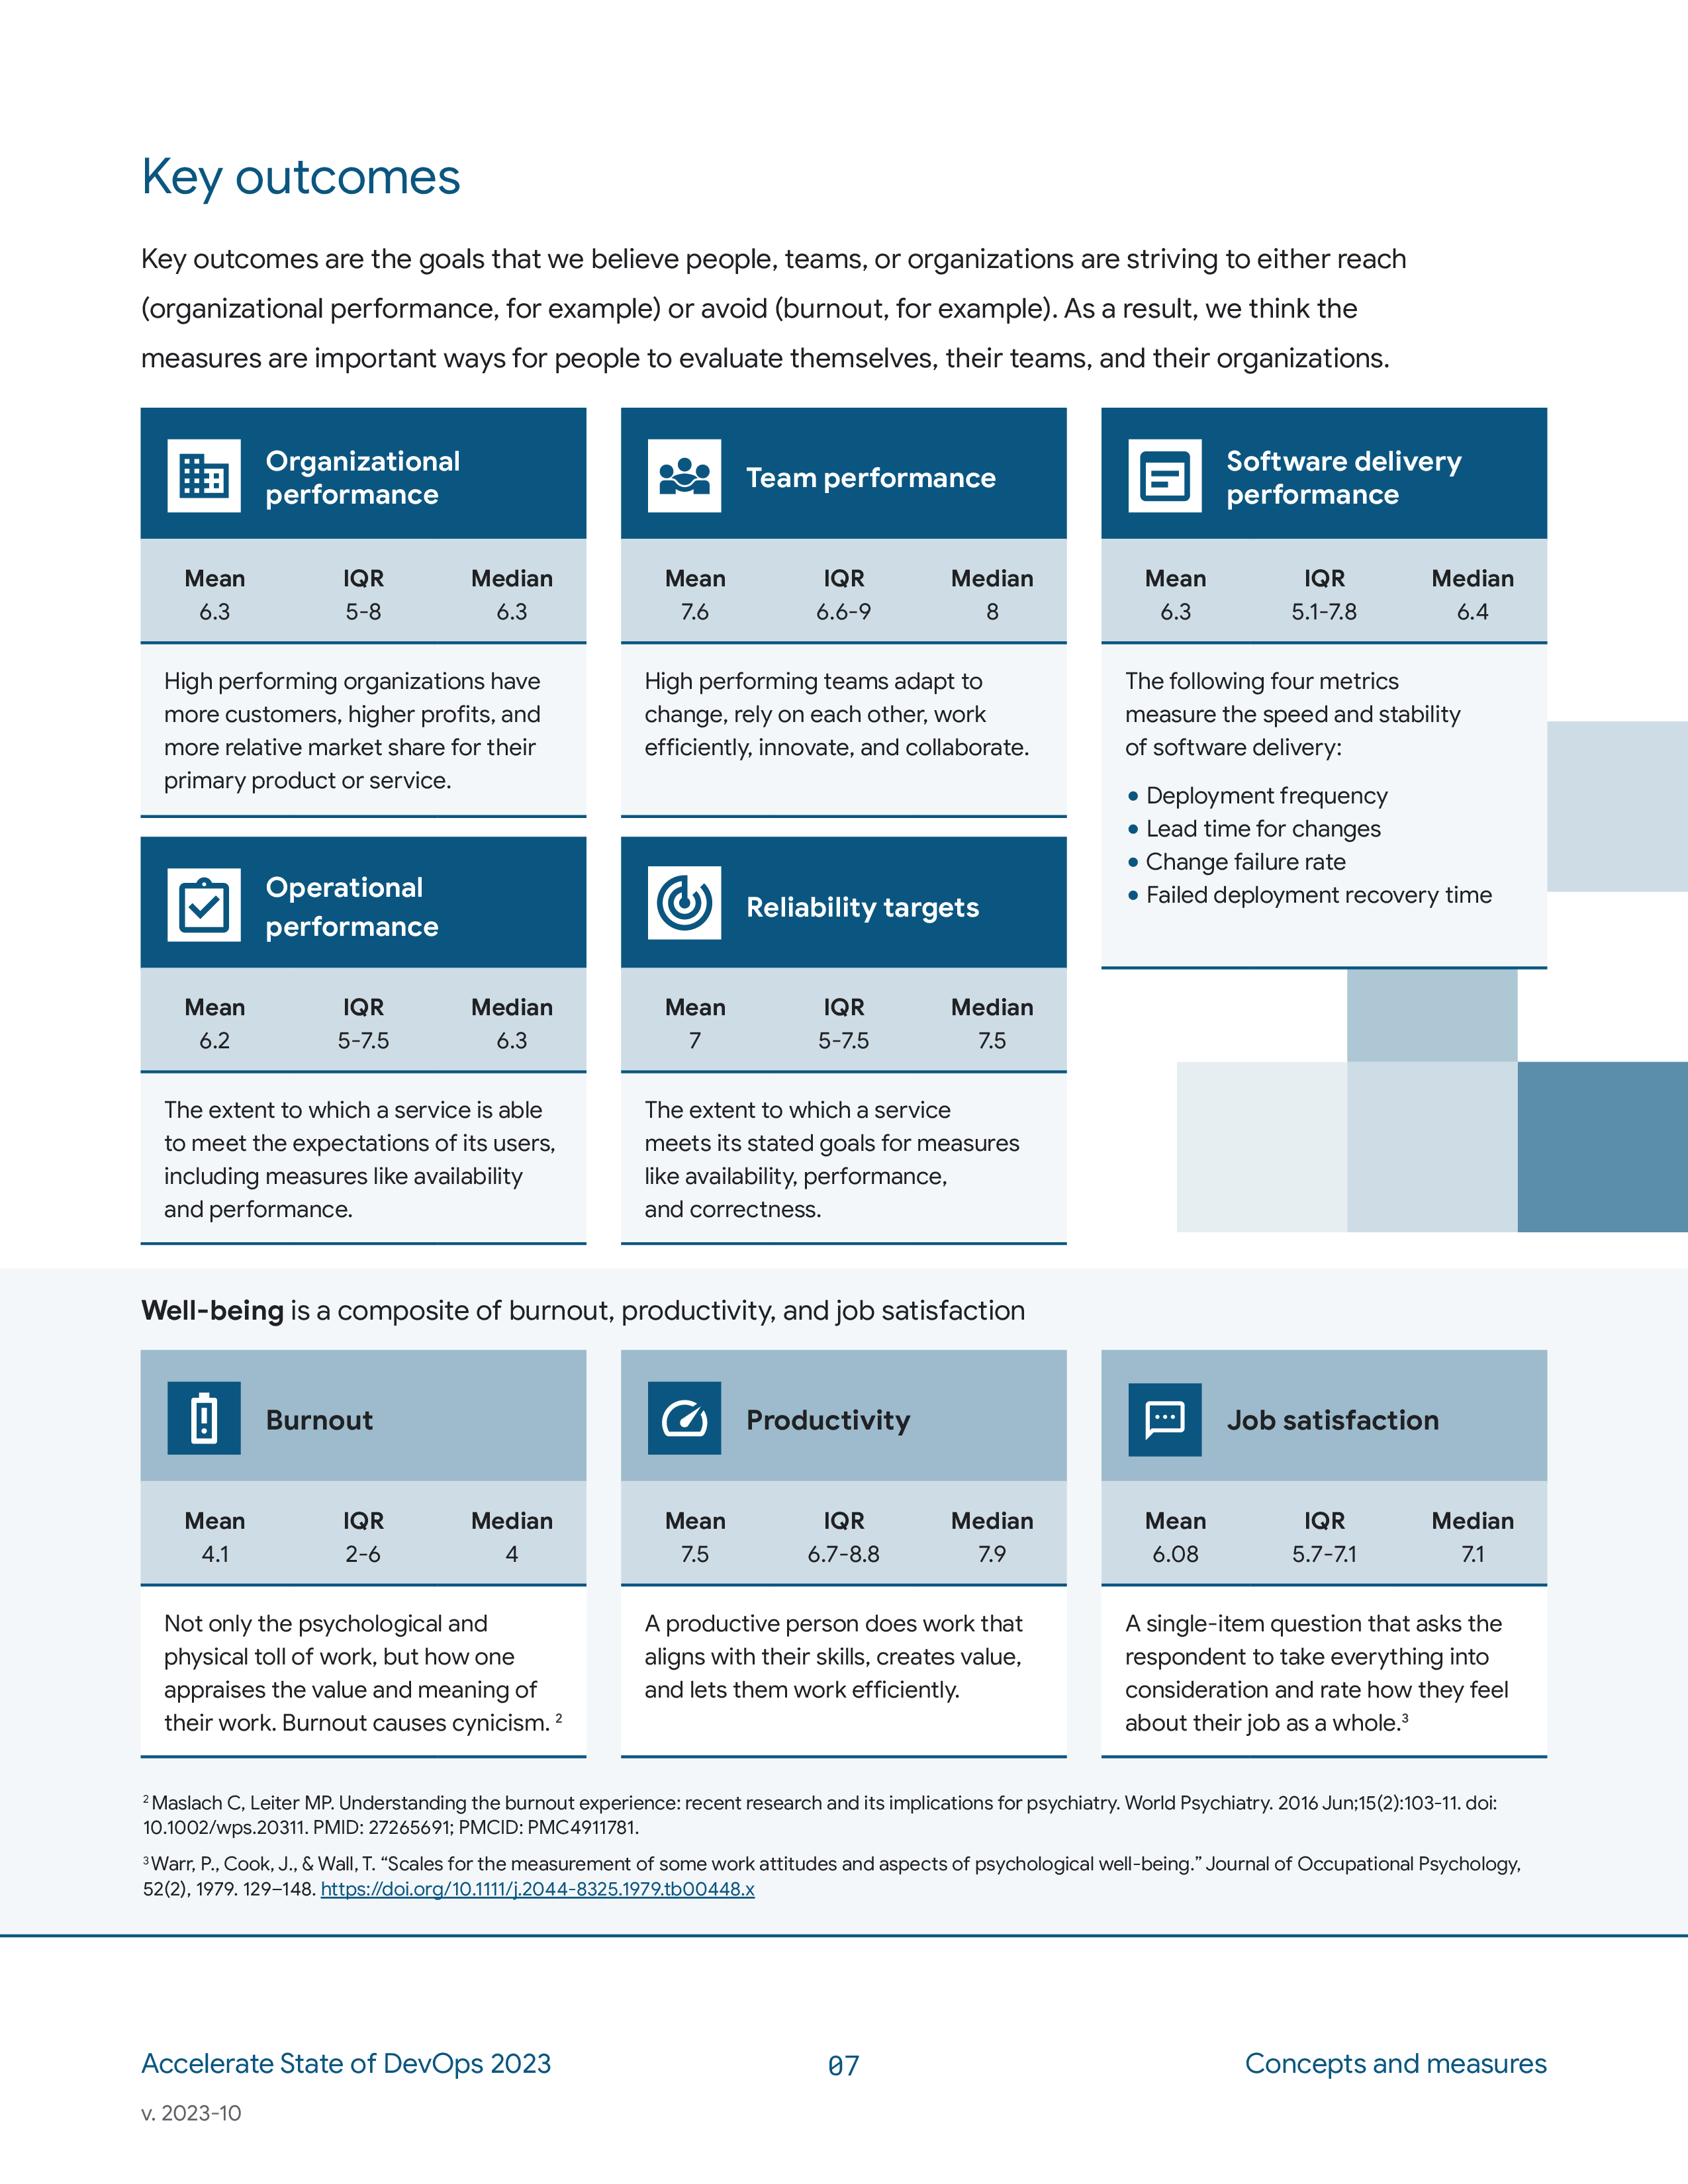 Key outcomes
Key outcomes are the goals that we believe people, teams, or organizations are striving to either reach
(organizational performance, for example) or avoid (burnout, for example). As a result, we think the
measures are important ways for people to evaluate themselves, their teams, and their organizations.
Organizational
performance
Mean IQR Median
6.3 5-8 6.3
High performing organizations have
more customers, higher profits, and
more relative market share for their
primary product or service.
Team performance
Mean IQR Median
7.6 6.6-9 8
High performing teams adapt to
change, rely on each other, work
efficiently, innovate, and collaborate.
Software delivery
performance
Mean IQR Median
6.3 5.1-7.8 6.4
The following four metrics
measure the speed and stability
of software delivery:
• Deployment frequency
• Lead time for changes
• Change failure rate
• Failed deployment recovery time
Operational
performance
Mean IQR Median
6.2 5-7.5 6.3
The extent to which a service is able
to meet the expectations of its users,
including measures like availability
and performance.
Reliability targets
Mean IQR Median
7 5-7.5 7.5
The extent to which a service
meets its stated goals for measures
like availability, performance,
and correctness.
Well-being is a composite of burnout, productivity, and job satisfaction
Burnout
Mean IQR Median
4.1 2-6 4
Not only the psychological and
physical toll of work, but how one
appraises the value and meaning of
their work. Burnout causes cynicism. ²
Productivity
Mean IQR Median
7.5 6.7-8.8 7.9
A productive person does work that
aligns with their skills, creates value,
and lets them work efficiently.
Job satisfaction
Mean IQR Median
6.08 5.7-7.1 7.1
A single-item question that asks the
respondent to take everything into
consideration and rate how they feel
about their job as a whole.³
² Maslach C, Leiter MP. Understanding the burnout experience: recent research and its implications for psychiatry. World Psychiatry. 2016 Jun;15(2):103-11. doi:
10.1002/wps.20311. PMID: 27265691; PMCID: PMC4911781.
³ Warr, P., Cook, J., & Wall, T. “Scales for the measurement of some work attitudes and aspects of psychological well-being.” Journal of Occupational Psychology,
52(2), 1979. 129–148. https://doi.org/10.1111/j.2044-8325.1979.tb00448.x
Accelerate State of DevOps 2023 07 Concepts and measures
v. 2023-10